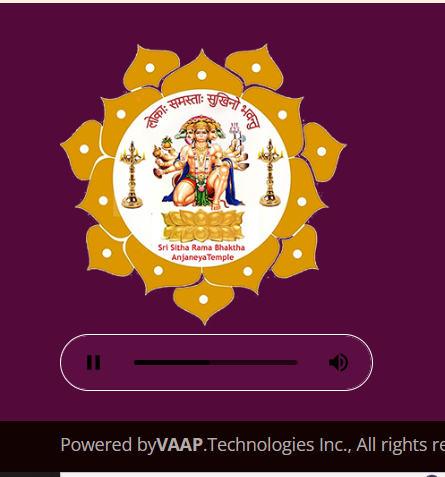 लोकाः समस्ताः सुखिनो भवन्तु
Sri Sitha Rama Bhaktha
AnjaneyaTemple
Powered byVAAP.Technologies Inc., All rights re